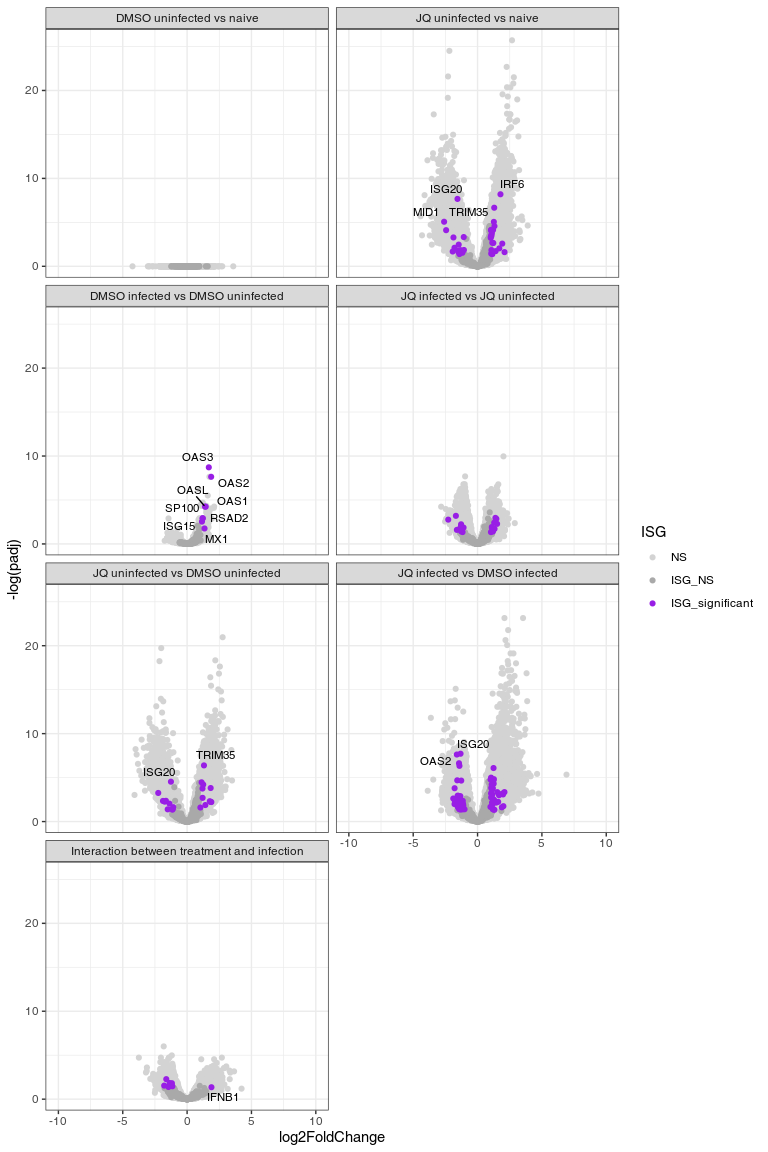 DMSO uninfected vs naive
JQ uninfected vs naive
20
10
0
ISG20
IRF6
MID1
TRIM35
DMSO infected vs DMSO uninfected
JQ infected vs JQ uninfected
20
10
0
OAS3
OAS2
OASL
OAS1
SP100
RSAD2
ISG15
MX1
-log(padj)
ISG
NS
ISG_NS
ISG_significant
JQ uninfected vs DMSO uninfected
JQ infected vs DMSO infected
20
10
0
TRIM35
ISG20
ISG20
OAS2
-10 -5 0 5 10
Interaction between treatment and infection
20
10
0
IFNB1
-10 -5 0 5 10
log2FoldChange